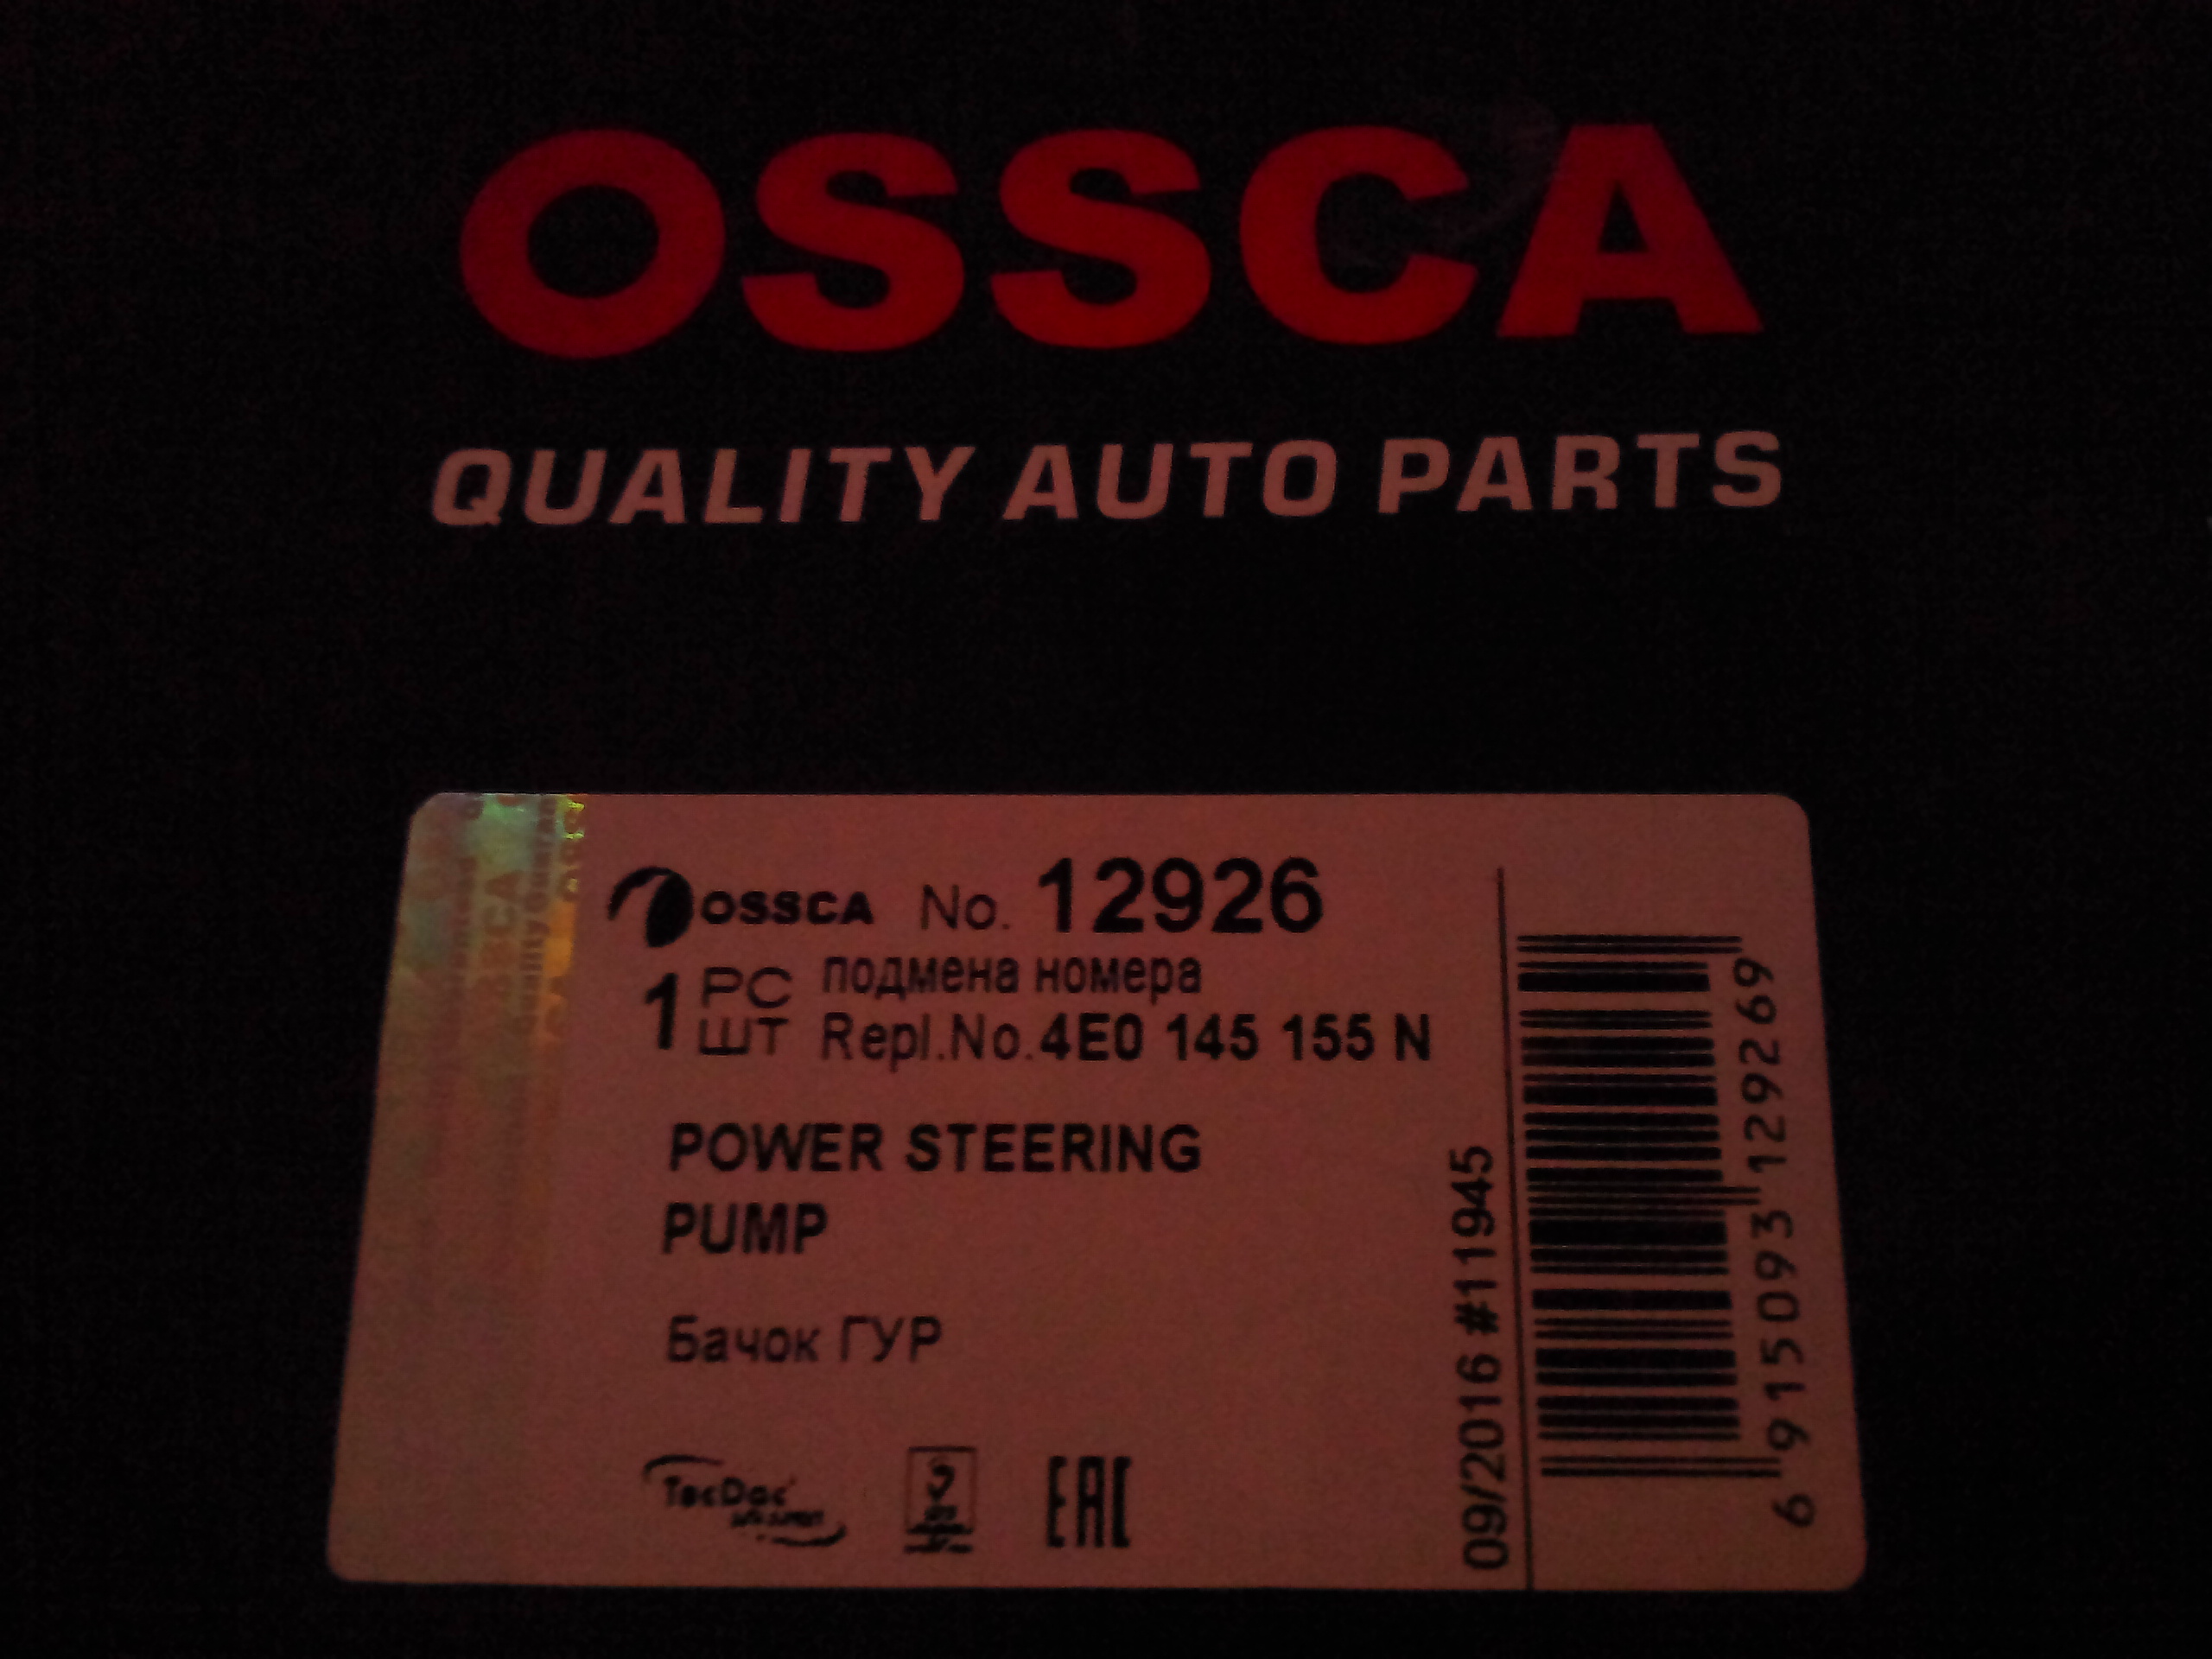 OSSCA
QUALITY AUTO PARTS
OSSCA No. 12926
1 PC ШТ
подмена номера
Repl.No. 4E0 145 155 N
POWER STEERING
PUMP
Бачок ГУР
TecDoc
EAC
09/2016 #11945
6 915093 129269